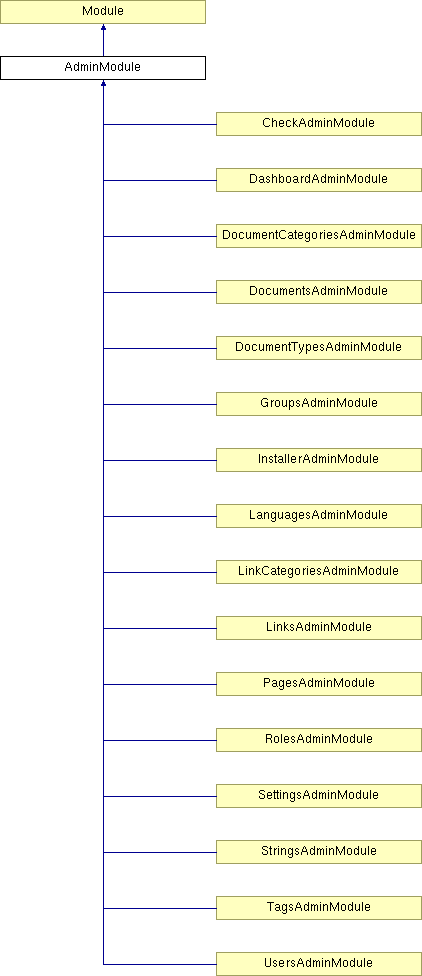 Module
AdminModule
CheckAdminModule
DashboardAdminModule
DocumentCategoriesAdminModule
DocumentsAdminModule
DocumentTypesAdminModule
GroupsAdminModule
InstallerAdminModule
LanguagesAdminModule
LinkCategoriesAdminModule
LinksAdminModule
PagesAdminModule
RolesAdminModule
SettingsAdminModule
StringsAdminModule
TagsAdminModule
UsersAdminModule